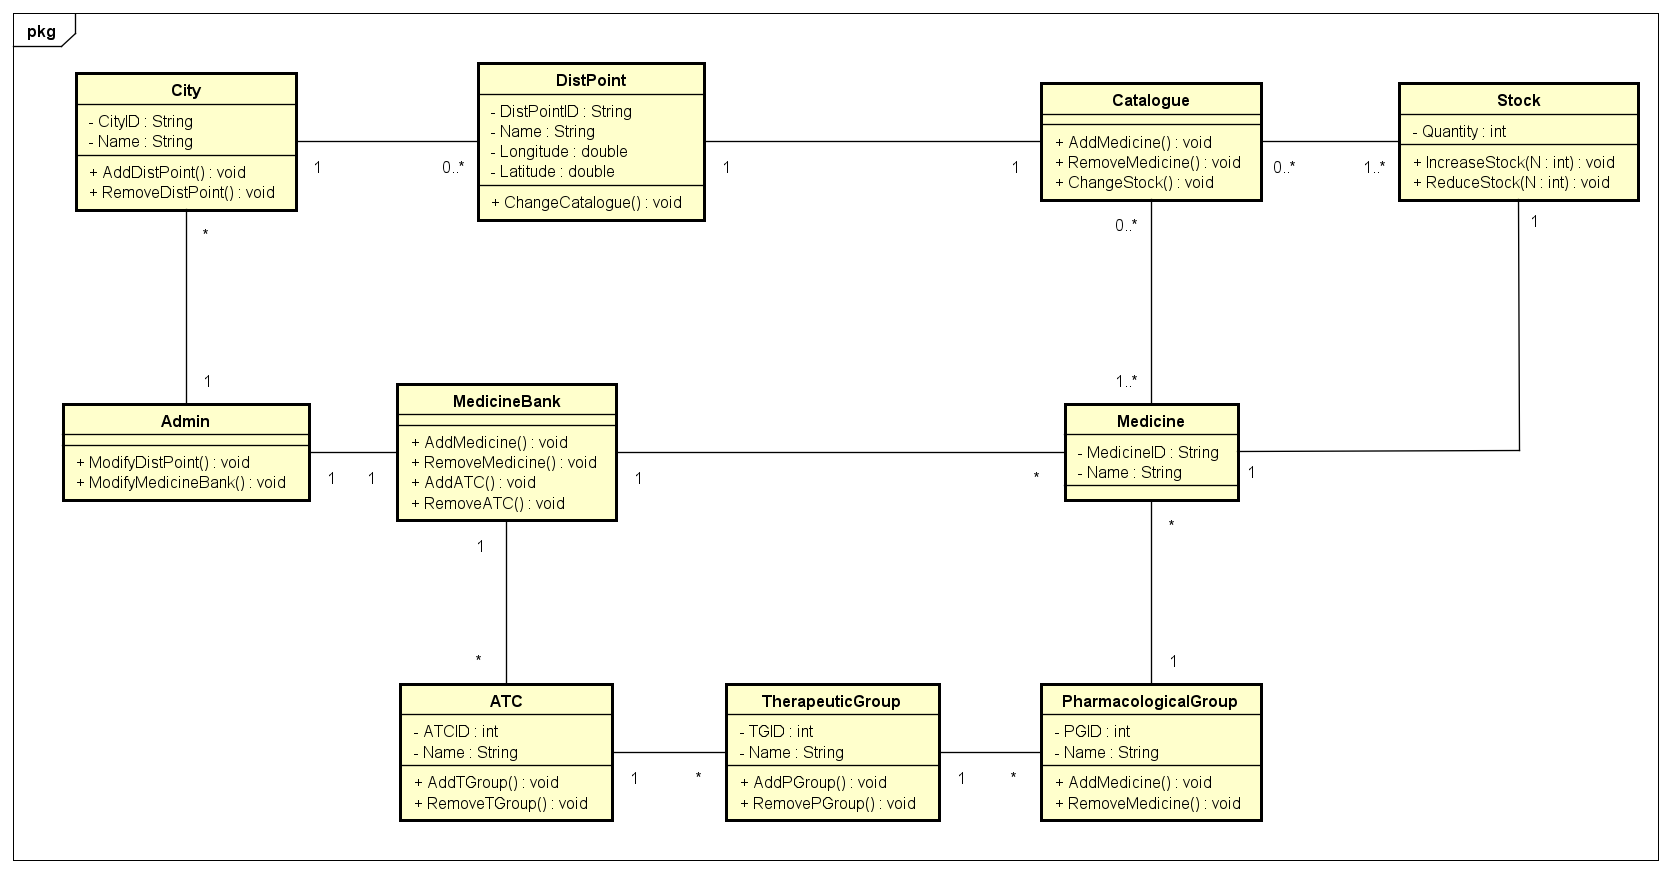 pkg
City
- CityID : String
- Name : String
+ AddDistPoint() : void
+ RemoveDistPoint() : void
DistPoint
- DistPointID : String
- Name : String
- Longitude : double
- Latitude : double
+ ChangeCatalogue() : void
Catalogue
+ AddMedicine() : void
+ RemoveMedicine() : void
+ ChangeStock() : void
Stock
- Quantity : int
+ IncreaseStock(N : int) : void
+ ReduceStock(N : int) : void
1
0..*
1
1
0..*
1..*
*
0..*
1
1
1..*
Admin
+ ModifyDistPoint() : void
+ ModifyMedicineBank() : void
MedicineBank
+ AddMedicine() : void
+ RemoveMedicine() : void
+ AddATC() : void
+ RemoveATC() : void
Medicine
- MedicineID : String
- Name : String
1
1
1
*
1
1
*
*
1
ATC
- ATCID : int
- Name : String
+ AddTGroup() : void
+ RemoveTGroup() : void
TherapeuticGroup
- TGID : int
- Name : String
+ AddPGroup() : void
+ RemovePGroup() : void
PharmacologicalGroup
- PGID : int
- Name : String
+ AddMedicine() : void
+ RemoveMedicine() : void
1
*
1
*